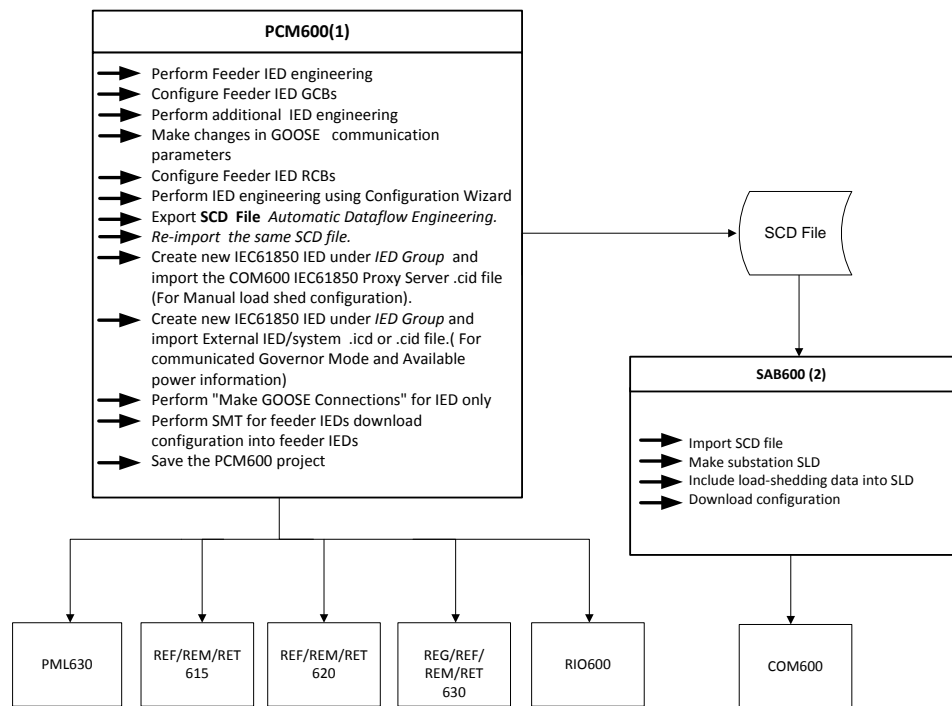 PCM600(1)
Perform Feeder IED engineering
Configure Feeder IED GCBs
Perform additional IED engineering
Make changes in GOOSE communication
parameters
Configure Feeder IED RCBs
Perform IED engineering using Configuration Wizard
Export SCD File Automatic Dataflow Engineering.
Re-import the same SCD file.
Create new IEC61850 IED under IED Group and
import the COM600 IEC61850 Proxy Server .cid file
(For Manual load shed configuration).
Create new IEC61850 IED under IED Group and
import External IED/system .icd or .cid file.( For
communicated Governor Mode and Available
power information)
Perform "Make GOOSE Connections" for IED only
Perform SMT for feeder IEDs download
configuration into feeder IEDs
Save the PCM600 project
SCD File
SAB600 (2)
Import SCD file
Make substation SLD
Include load-shedding data into SLD
Download configuration
PML630
REF/REM/RET
615
REF/REM/RET
620
REG/REF/
REM/RET
630
RIO600
COM600